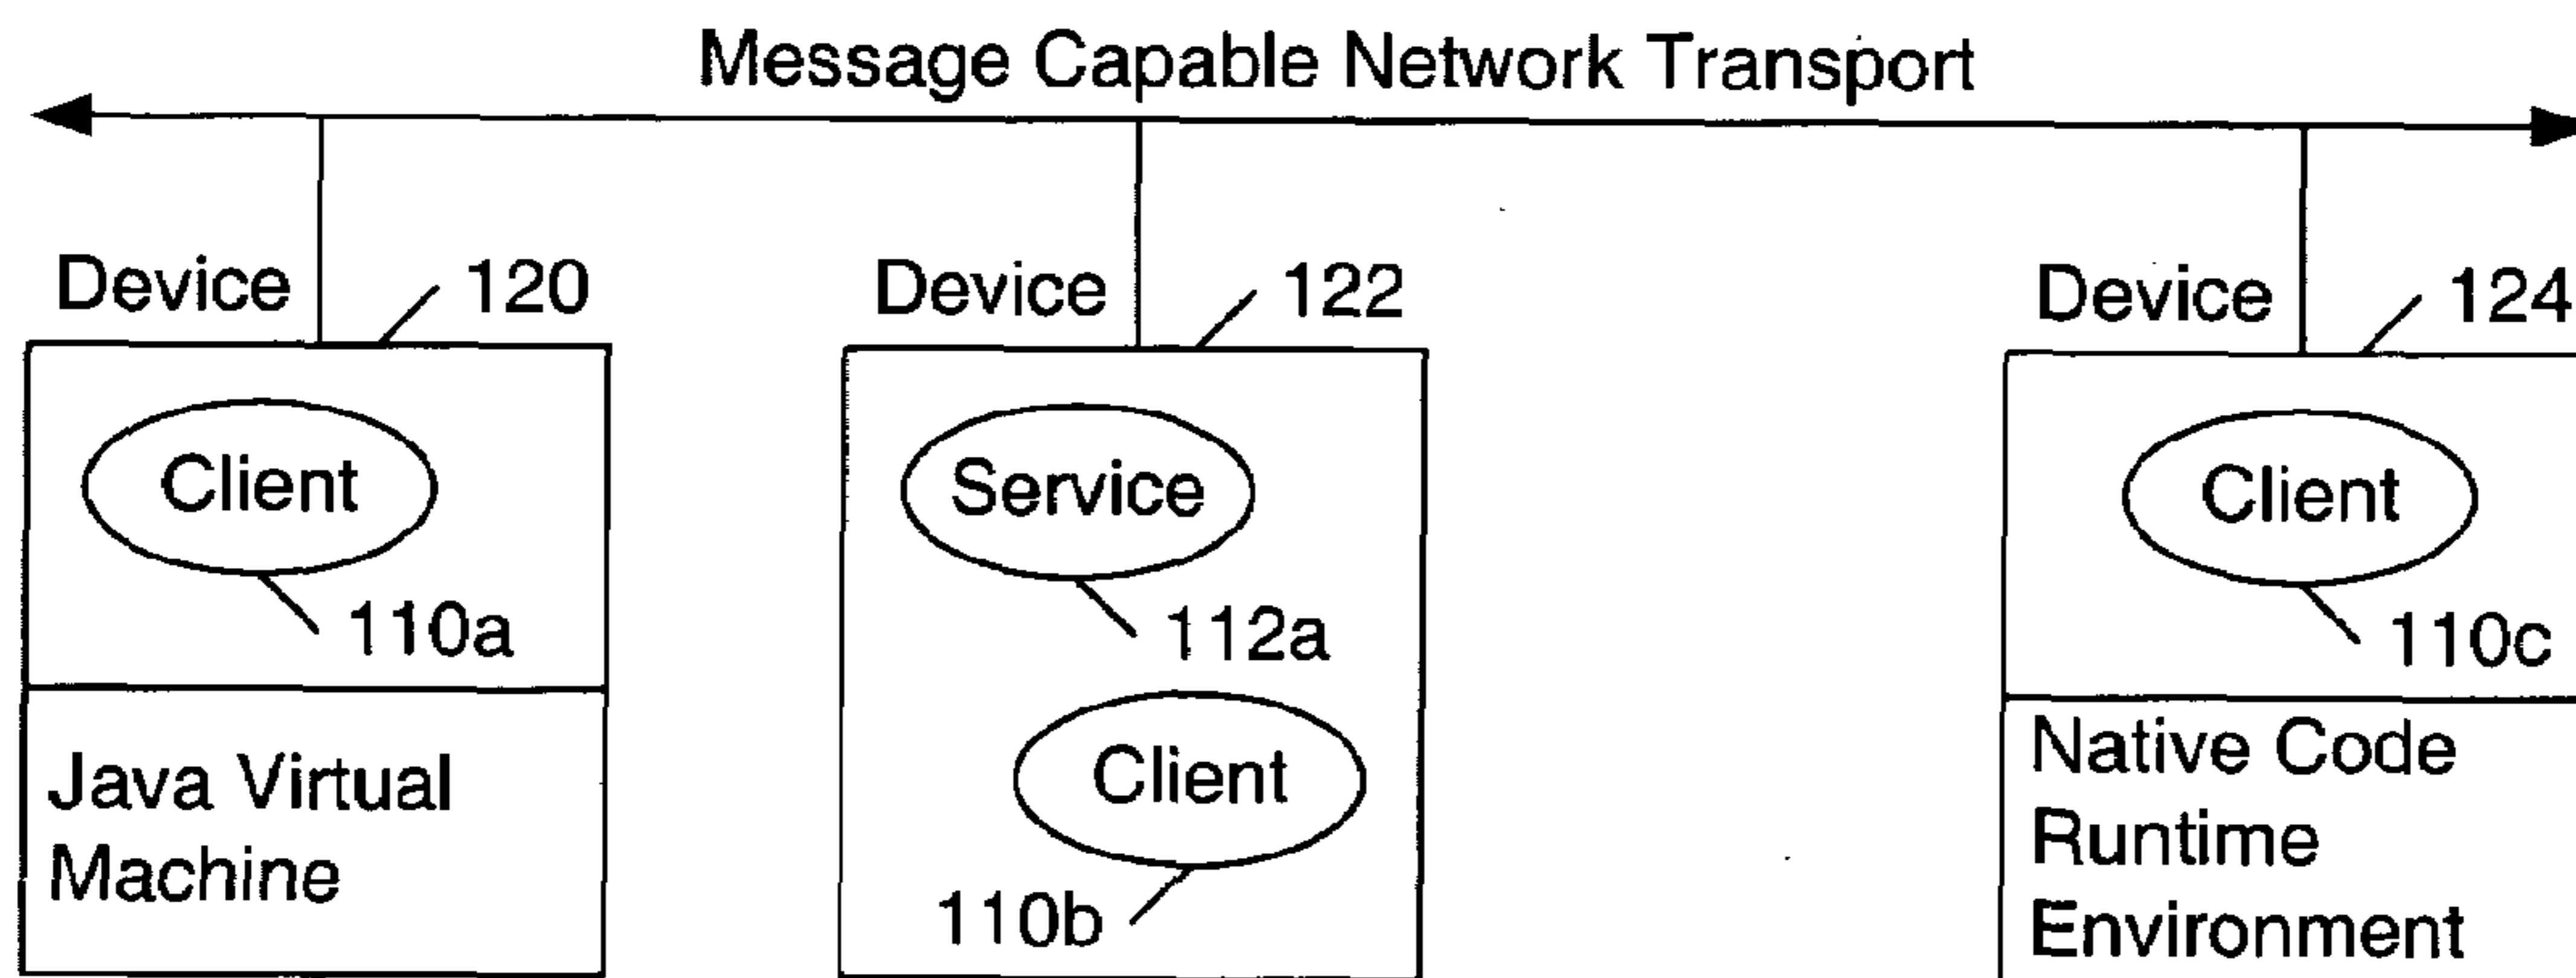 Message Capable Network Transport
Device 120
Device 122
Device 124
Client
110a
Java Virtual
Machine
Service
112a
Client
110b
Client
110c
Native Code
Runtime
Environment